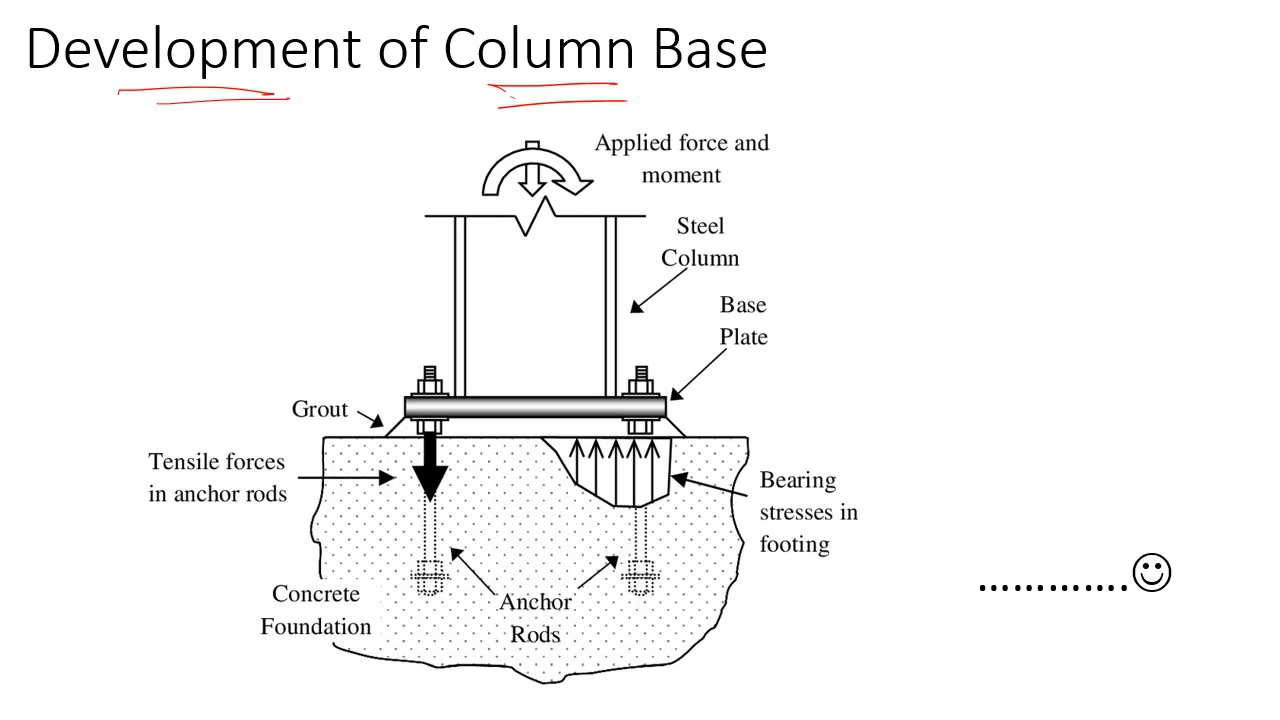 Development of Column Base
Applied force and
moment
Steel
Column
Base
Plate
Grout
Tensile forces
in anchor rods
Bearing
stresses in
footing
Concrete
Foundation
Anchor
Rods
.............☺